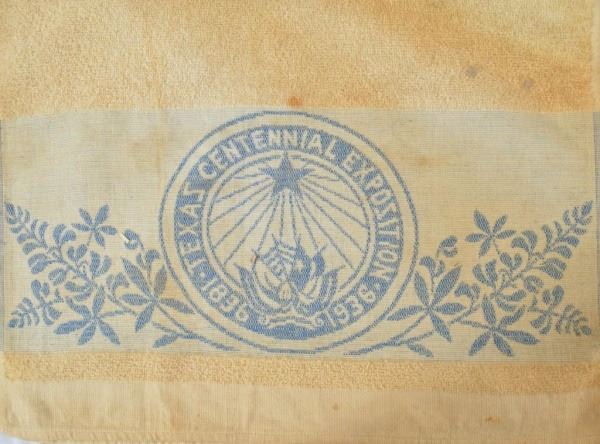 TEXAS CENTENNIAL EXPOSITION
1836 1936